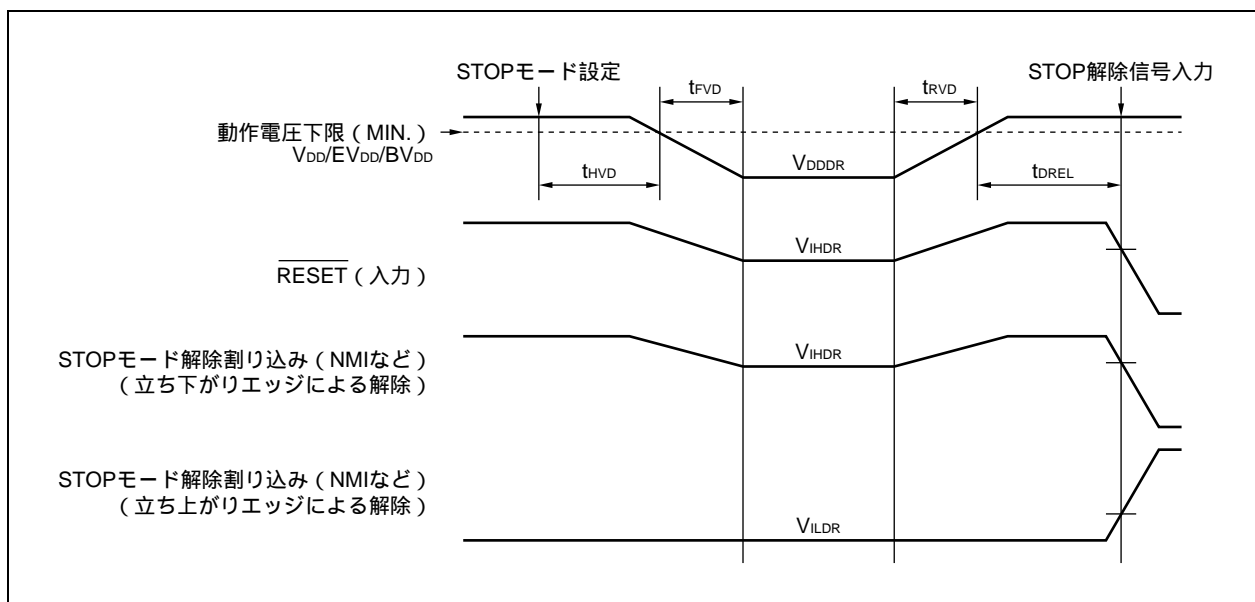 STOPモード設定
STOP解除信号入力
tFVD
tRVD
動作電圧下限(MIN.)
VDD/EVDD/BVDD
tHVD
VDDDR
tDREL
RESET(入力)
VIHDR
STOPモード解除割り込み(NMIなど)
(立ち下がりエッジによる解除)
VIHDR
STOPモード解除割り込み(NMIなど)
(立ち上がりエッジによる解除)
VILDR